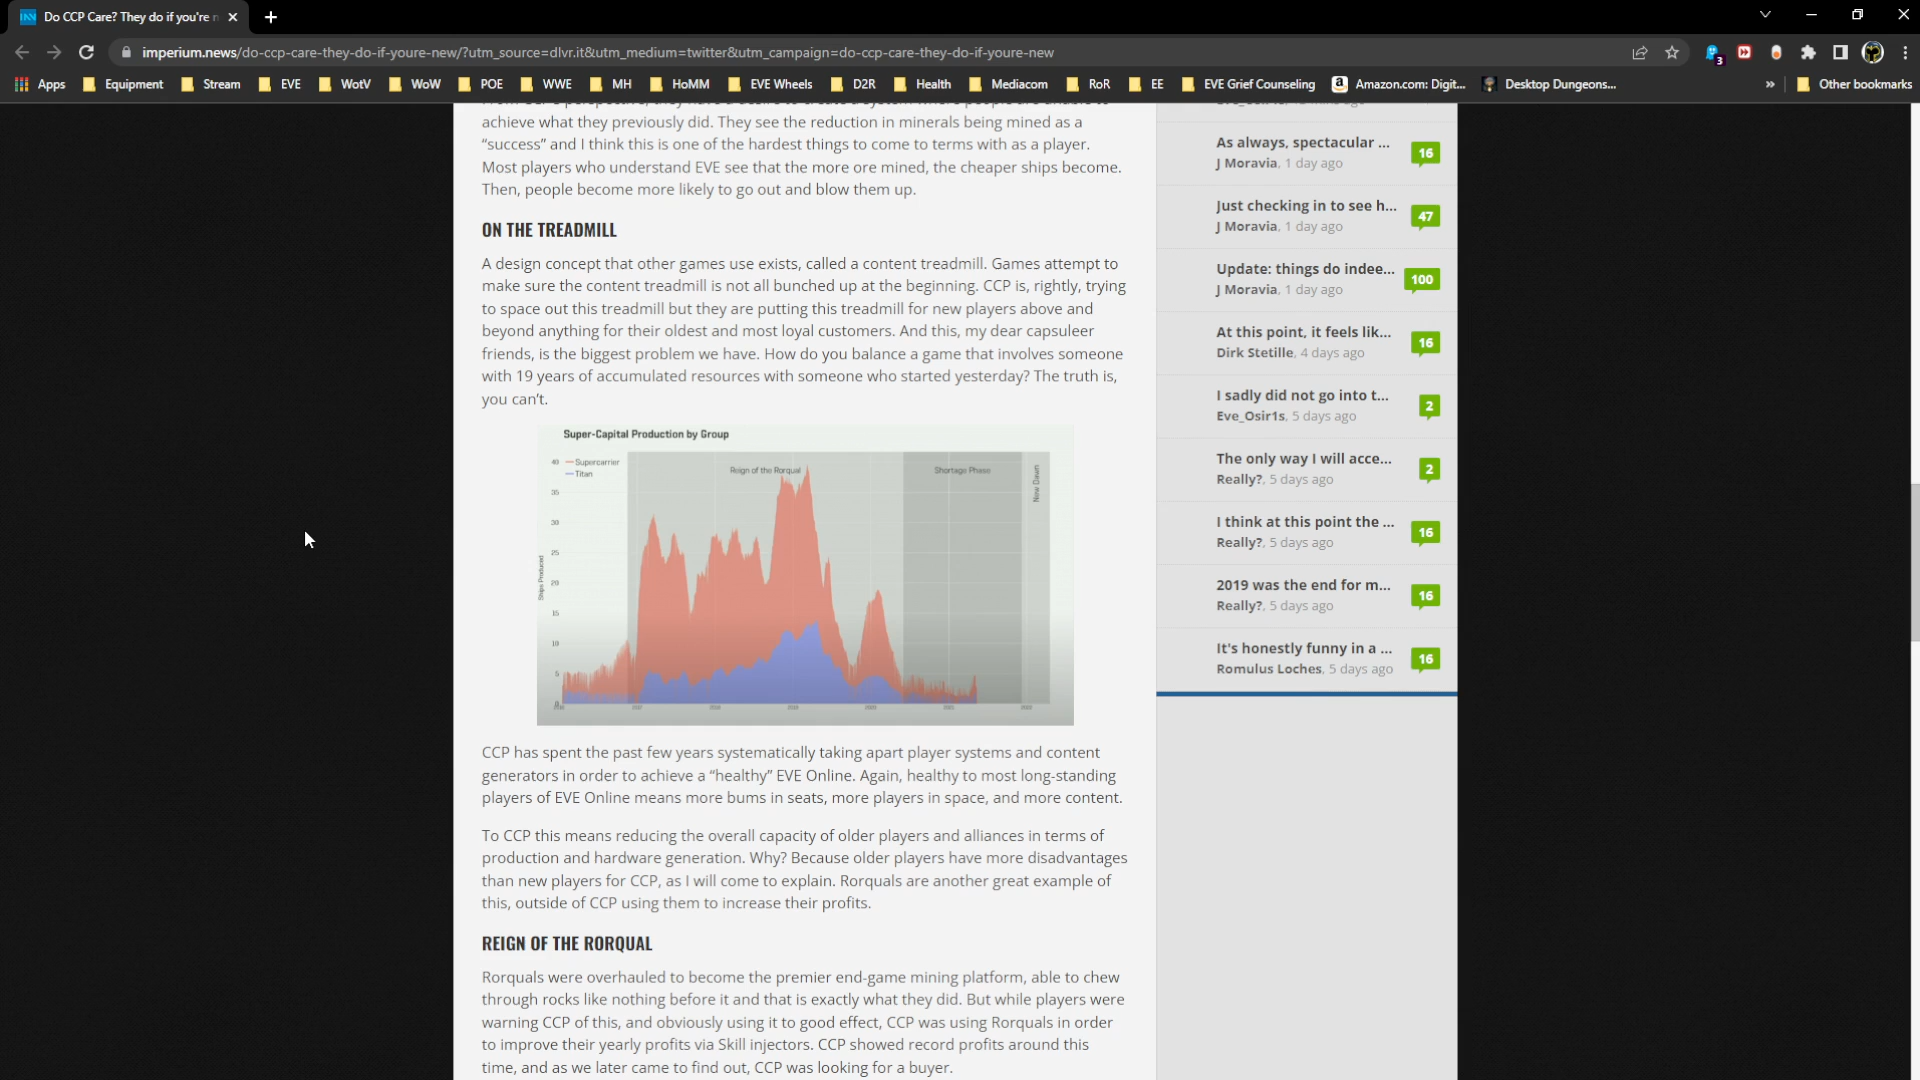 Do CCP Care? They do if you're n
imperium.news/do-ccp-care-they-do-if-youre-new/?utm_source=dlvr.it&utm_medium=twitter&utm_campaign=do-ccp-care-they-do-if-youre-new
3
Apps Equipment Stream EVE WotV WoW POE WWE MH HoMM EVE Wheels D2R Health Mediacom RoR EE EVE Grief Counseling Amazon.com: Digit... Desktop Dungeons... » Other bookmarks
achieve what they previously did. They see the reduction in minerals being mined as a
“success” and I think this is one of the hardest things to come to terms with as a player.
Most players who understand EVE see that the more ore mined, the cheaper ships become.
Then, people become more likely to go out and blow them up.
ON THE TREADMILL
A design concept that other games use exists, called a content treadmill. Games attempt to
make sure the content treadmill is not all bunched up at the beginning. CCP is, rightly, trying
to space out this treadmill but they are putting this treadmill for new players above and
beyond anything for their oldest and most loyal customers. And this, my dear capsuleer
friends, is the biggest problem we have. How do you balance a game that involves someone
with 19 years of accumulated resources with someone who started yesterday? The truth is,
you can’t.
Super-Capital Production by Group
Supercarrier
Titan
Reign of the Rorqual
Shortage Phase
New Dawn
Ships Produced
40
35
30
25
20
15
10
5
0
CCP has spent the past few years systematically taking apart player systems and content
generators in order to achieve a “healthy” EVE Online. Again, healthy to most long-standing
players of EVE Online means more bums in seats, more players in space, and more content.
To CCP this means reducing the overall capacity of older players and alliances in terms of
production and hardware generation. Why? Because older players have more disadvantages
than new players for CCP, as I will come to explain. Rorquals are another great example of
this, outside of CCP using them to increase their profits.
REIGN OF THE RORQUAL
Rorquals were overhauled to become the premier end-game mining platform, able to chew
through rocks like nothing before it and that is exactly what they did. But while players were
warning CCP of this, and obviously using it to good effect, CCP was using Rorquals in order
to improve their yearly profits via Skill injectors. CCP showed record profits around this
time, and as we later came to find out, CCP was looking for a buyer.
As always, spectacular ...
J Moravia, 1 day ago
16
Just checking in to see h...
J Moravia, 1 day ago
47
Update: things do indee...
J Moravia, 1 day ago
100
At this point, it feels lik...
Dirk Stetille, 4 days ago
16
I sadly did not go into t...
Eve_Osir1s, 5 days ago
2
The only way I will acce...
Really?, 5 days ago
2
I think at this point the ...
Really?, 5 days ago
16
2019 was the end for m...
Really?, 5 days ago
16
It's honestly funny in a ...
Romulus Loches, 5 days ago
16